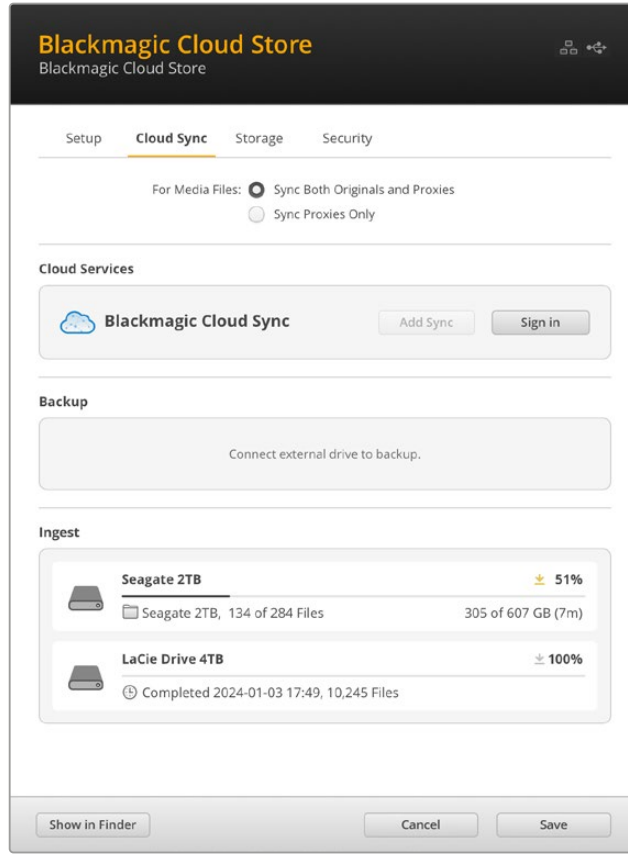 Blackmagic Cloud Store
Blackmagic Cloud Store
Setup Cloud Sync Storage Security
For Media Files: Sync Both Originals and Proxies
Sync Proxies Only
Cloud Services
Blackmagic Cloud Sync Add Sync Sign in
Backup
Connect external drive to backup.
Ingest
Seagate 2TB 51%
Seagate 2TB, 134 of 284 Files 305 of 607 GB (7m)
LaCie Drive 4TB 100%
Completed 2024-01-03 17:49, 10,245 Files
Show in Finder Cancel Save